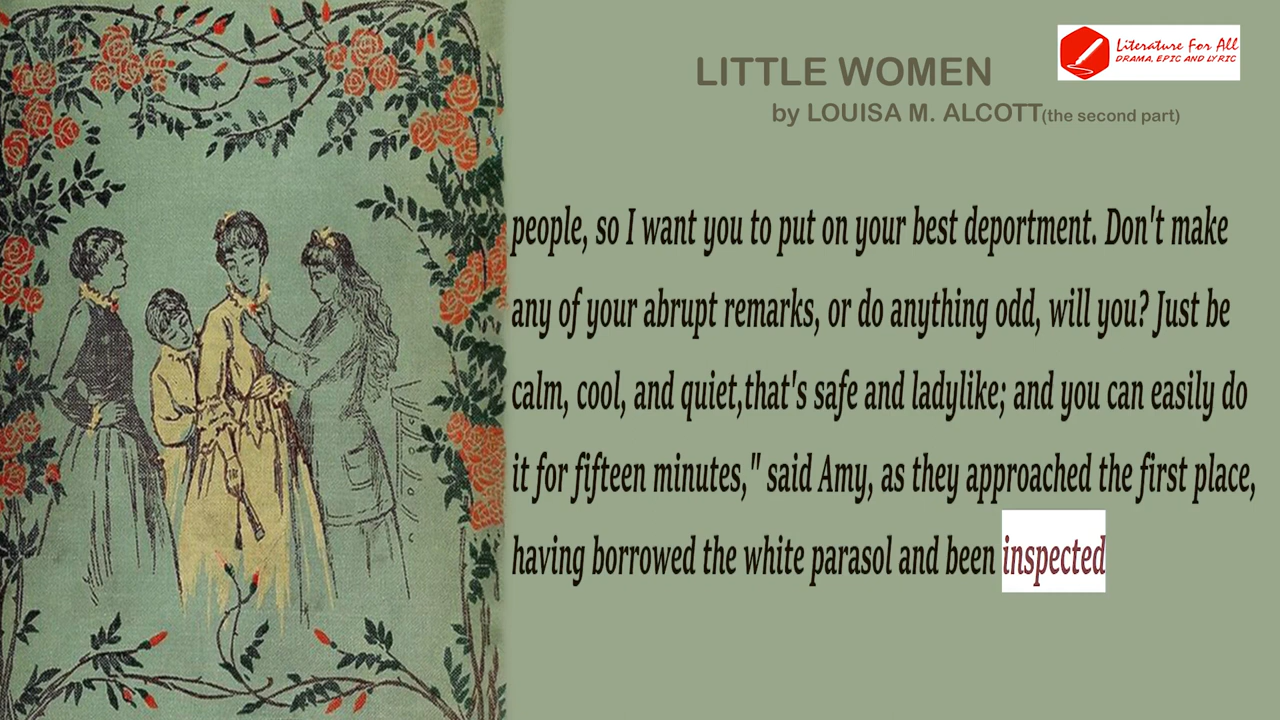 LITTLE WOMEN
by LOUISA M. ALCOTT(the second part)
Literature For All
DRAMA, EPIC AND LYRIC
people, so I want you to put on your best deportment. Don't make
any of your abrupt remarks, or do anything odd, will you? Just be
calm, cool, and quiet,that's safe and ladylike; and you can easily do
it for fifteen minutes," said Amy, as they approached the first place,
having borrowed the white parasol and been inspected